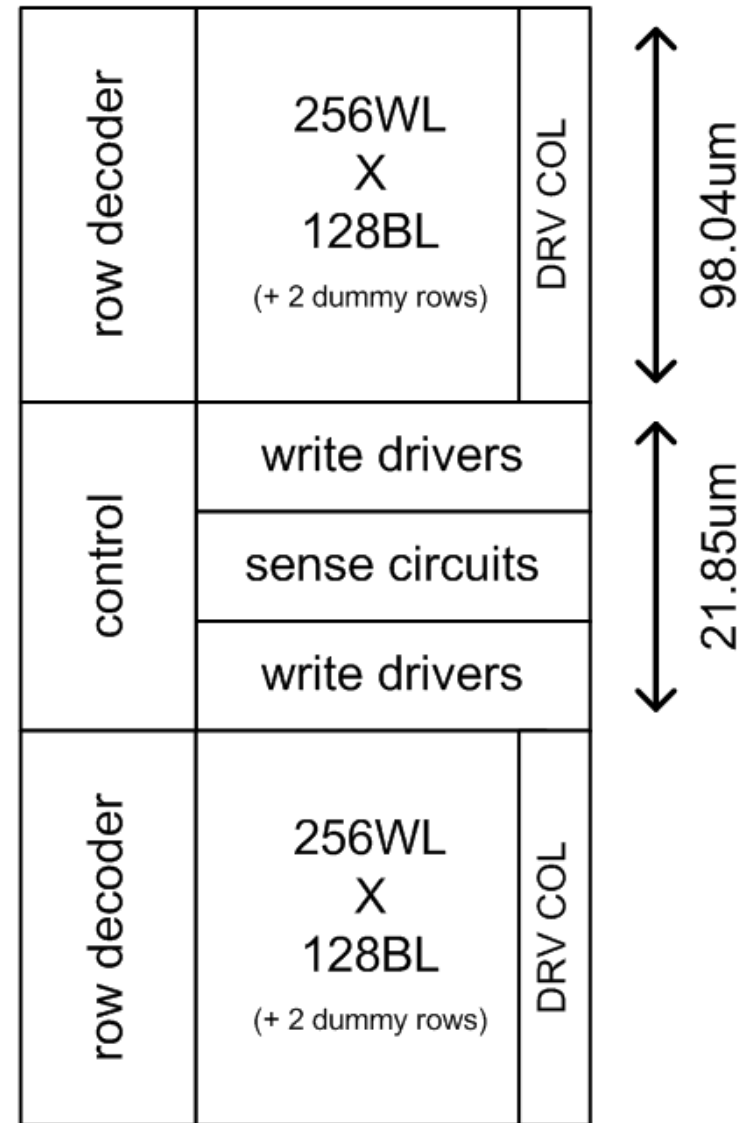 row decoder
256WL
X
128BL
(+ 2 dummy rows)
DRV COL
98.04um
control
write drivers
sense circuits
write drivers
21.85um
row decoder
256WL
X
128BL
(+ 2 dummy rows)
DRV COL